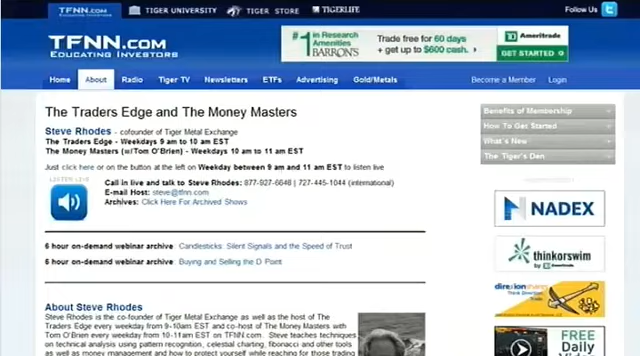 TFNN.COM
TIGER UNIVERSITY
TIGER STORE
TIGERLIFE
Follow Us
TFNN.COM
EDUCATING INVESTORS
#1 in Research Amenities BARRON'S
Trade free for 60 days
+ get up to $600 cash.
Ameritrade
GET STARTED
Home About Radio Tiger TV Newsletters ETFs Advertising Gold/Metals Become a Member Login
The Traders Edge and The Money Masters
Steve Rhodes - cofounder of Tiger Metal Exchange
The Traders Edge - Weekdays 9 am to 10 am EST
The Money Masters (w/Tom O'Brien) - Weekdays 10 am to 11 am EST
Just click here or on the button at the left on Weekday between 9 am and 11 am EST to listen live
LISTEN LIVE
Call in live and talk to Steve Rhodes: 877-927-6648 | 727-445-1044 (international)
E-mail Host: steve@tfnn.com
Archives: Click Here For Archived Shows
6 hour on-demand webinar archive Candlesticks: Silent Signals and the Speed of Trust
6 hour on-demand webinar archive Buying and Selling the D Point
About Steve Rhodes
Steve Rhodes is the co-founder of Tiger Metal Exchange as well as the host of The
Traders Edge every weekday from 9-10am EST and co-host of The Money Masters with
Tom O'Brien every weekday from 10-11am EST on TFNN.com. Steve teaches students
on technical analysis using pattern recognition, celestial charting, fibonacci and other tools
as well as money management and how to protect yourself while reaching for those trading
Benefits of Membership
How To Get Started
What's New
The Tiger's Den
NADEX
thinkorswim
by Ameritrade
direxionshares
Think Direction.
Trade
FREE
Daily